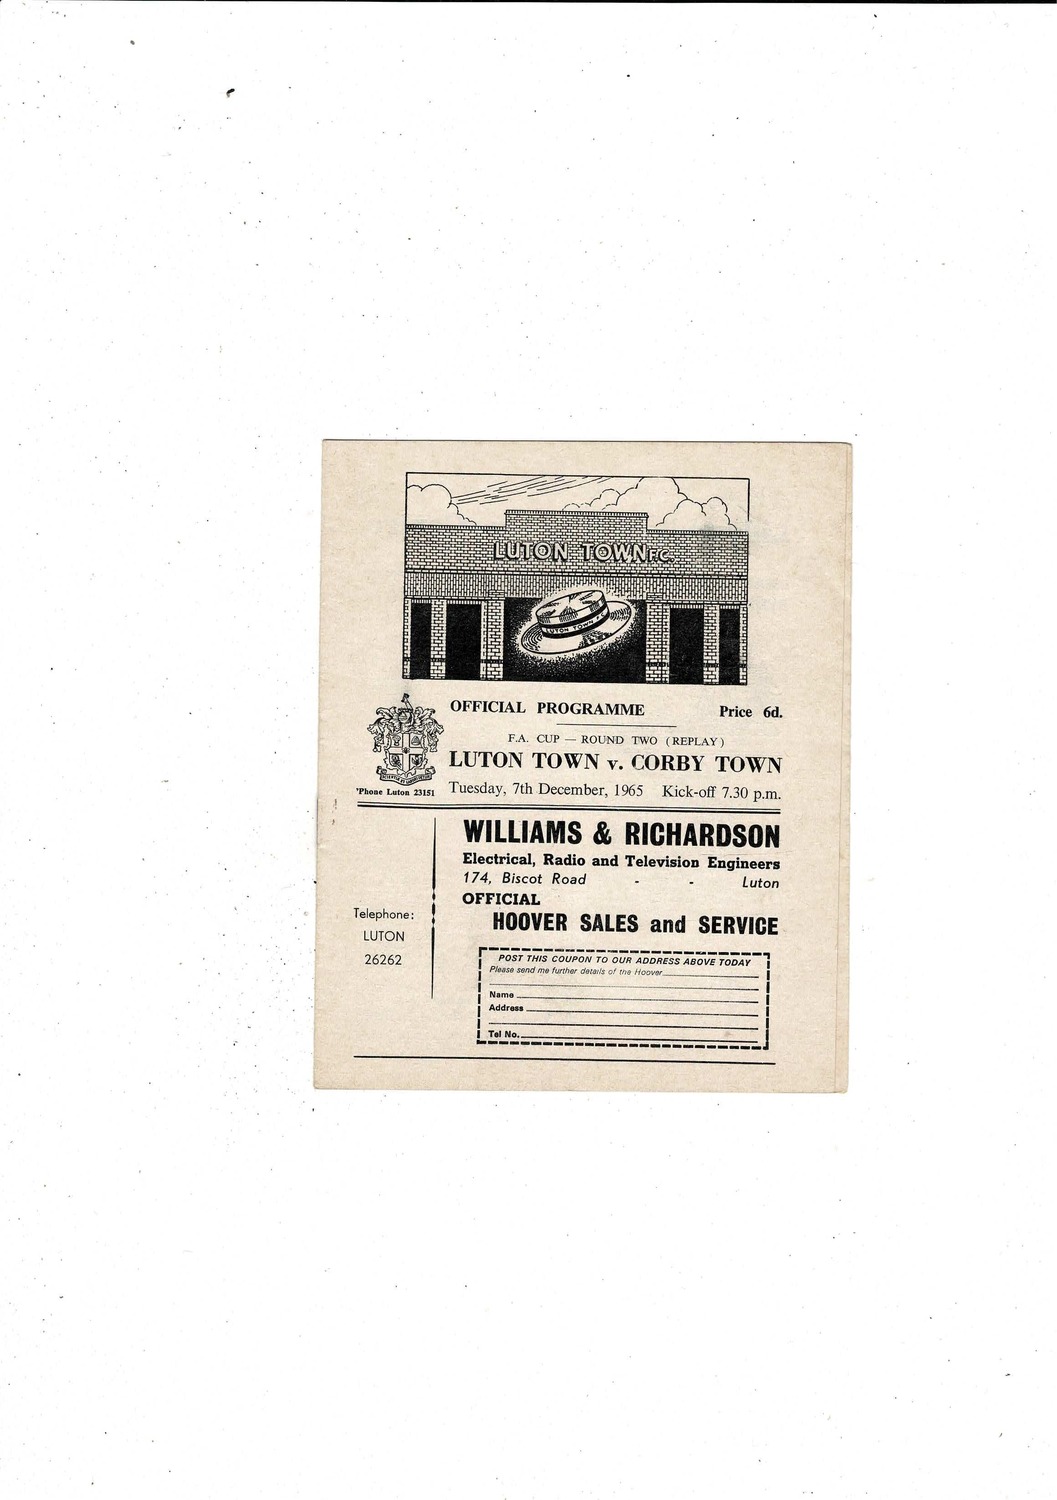 LUTON TOWN F.C.
LUTON TOWN F.C.
OFFICIAL PROGRAMME Price 6d.
F.A. CUP — ROUND TWO (REPLAY)
LUTON TOWN v. CORBY TOWN
'Phone Luton 23151
Tuesday, 7th December, 1965 Kick-off 7.30 p.m.
WILLIAMS & RICHARDSON
Electrical, Radio and Television Engineers
174, Biscot Road - - Luton
OFFICIAL
HOOVER SALES and SERVICE
Telephone:
LUTON
26262
POST THIS COUPON TO OUR ADDRESS ABOVE TODAY
Please send me further details of the Hoover
Name
Address
Tel No.